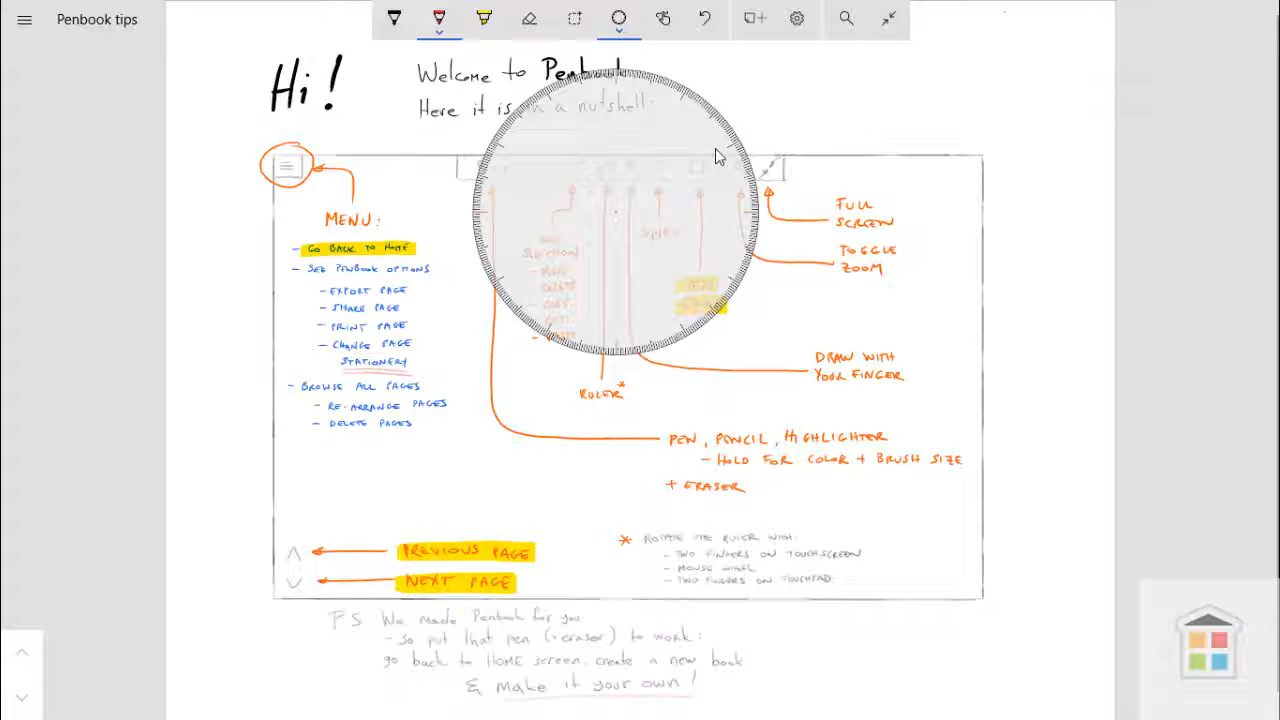 Penbook tips
Hi!
Welcome to Penbook
Here it is in a nutshell:
MENU:
- GO BACK TO HOME
- SET PENBOOK OPTIONS
- EXPORT PAGE
- SHARE PAGE
- PRINT PAGE
- CHANGE PAGE
STATIONERY
- BROWSE ALL PAGES
- RE-ARRANGE PAGES
- DELETE PAGES
FULL
SCREEN
TOGGLE
ZOOM
DRAW WITH
YOUR FINGER
RULER*
PEN, PENCIL, HIGHLIGHTER
- HOLD FOR COLOR + BRUSH SIZE
+ ERASER
PREVIOUS PAGE
NEXT PAGE
* ROTATE THE RULER WITH:
- TWO FINGERS ON TOUCHSCREEN
- MOUSE WHEEL
- TWO FINGERS ON TOUCHPAD
PS We made Penbook for you
- so put that pen (+eraser) to work:
go back to HOME screen, create a new book
& make it your own!